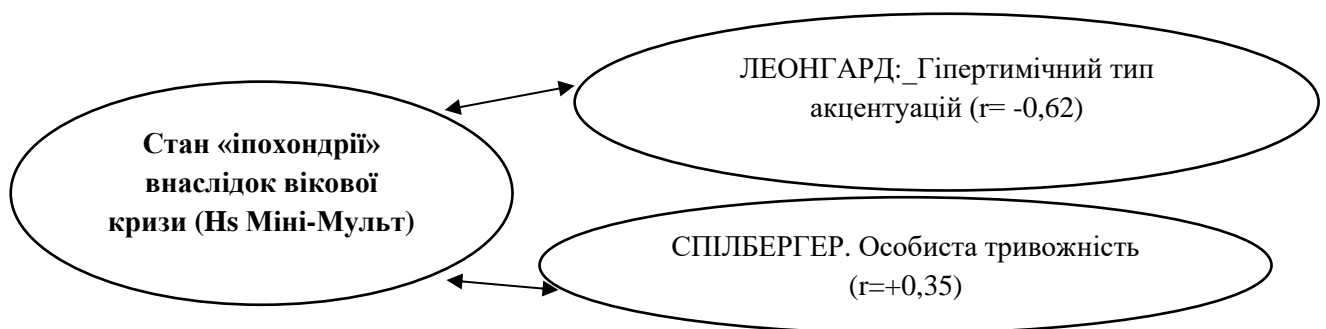 Стан «іпохондрії»
внаслідок вікової
кризи (Hs Міні-Мульт)
ЛЕОНГАРД:_Гіпертимічний тип
акцентуацій (r= -0,62)
СПІЛБЕРГЕР. Особиста тривожність
(r=+0,35)